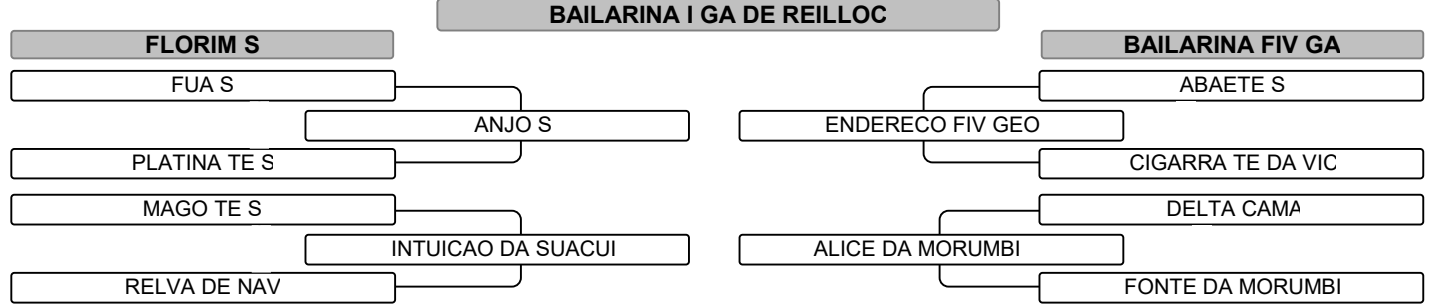 BAILARINA I GA DE REILLOC
FLORIM S
BAILARINA FIV GA
FUA S
ABAETE S
ANJO S
ENDERECO FIV GEO
PLATINA TE S
CIGARRA TE DA VIC
MAGO TE S
DELTA CAMA
INTUICAO DA SUACUI
ALICE DA MORUMBI
RELVA DE NAV
FONTE DA MORUMBI